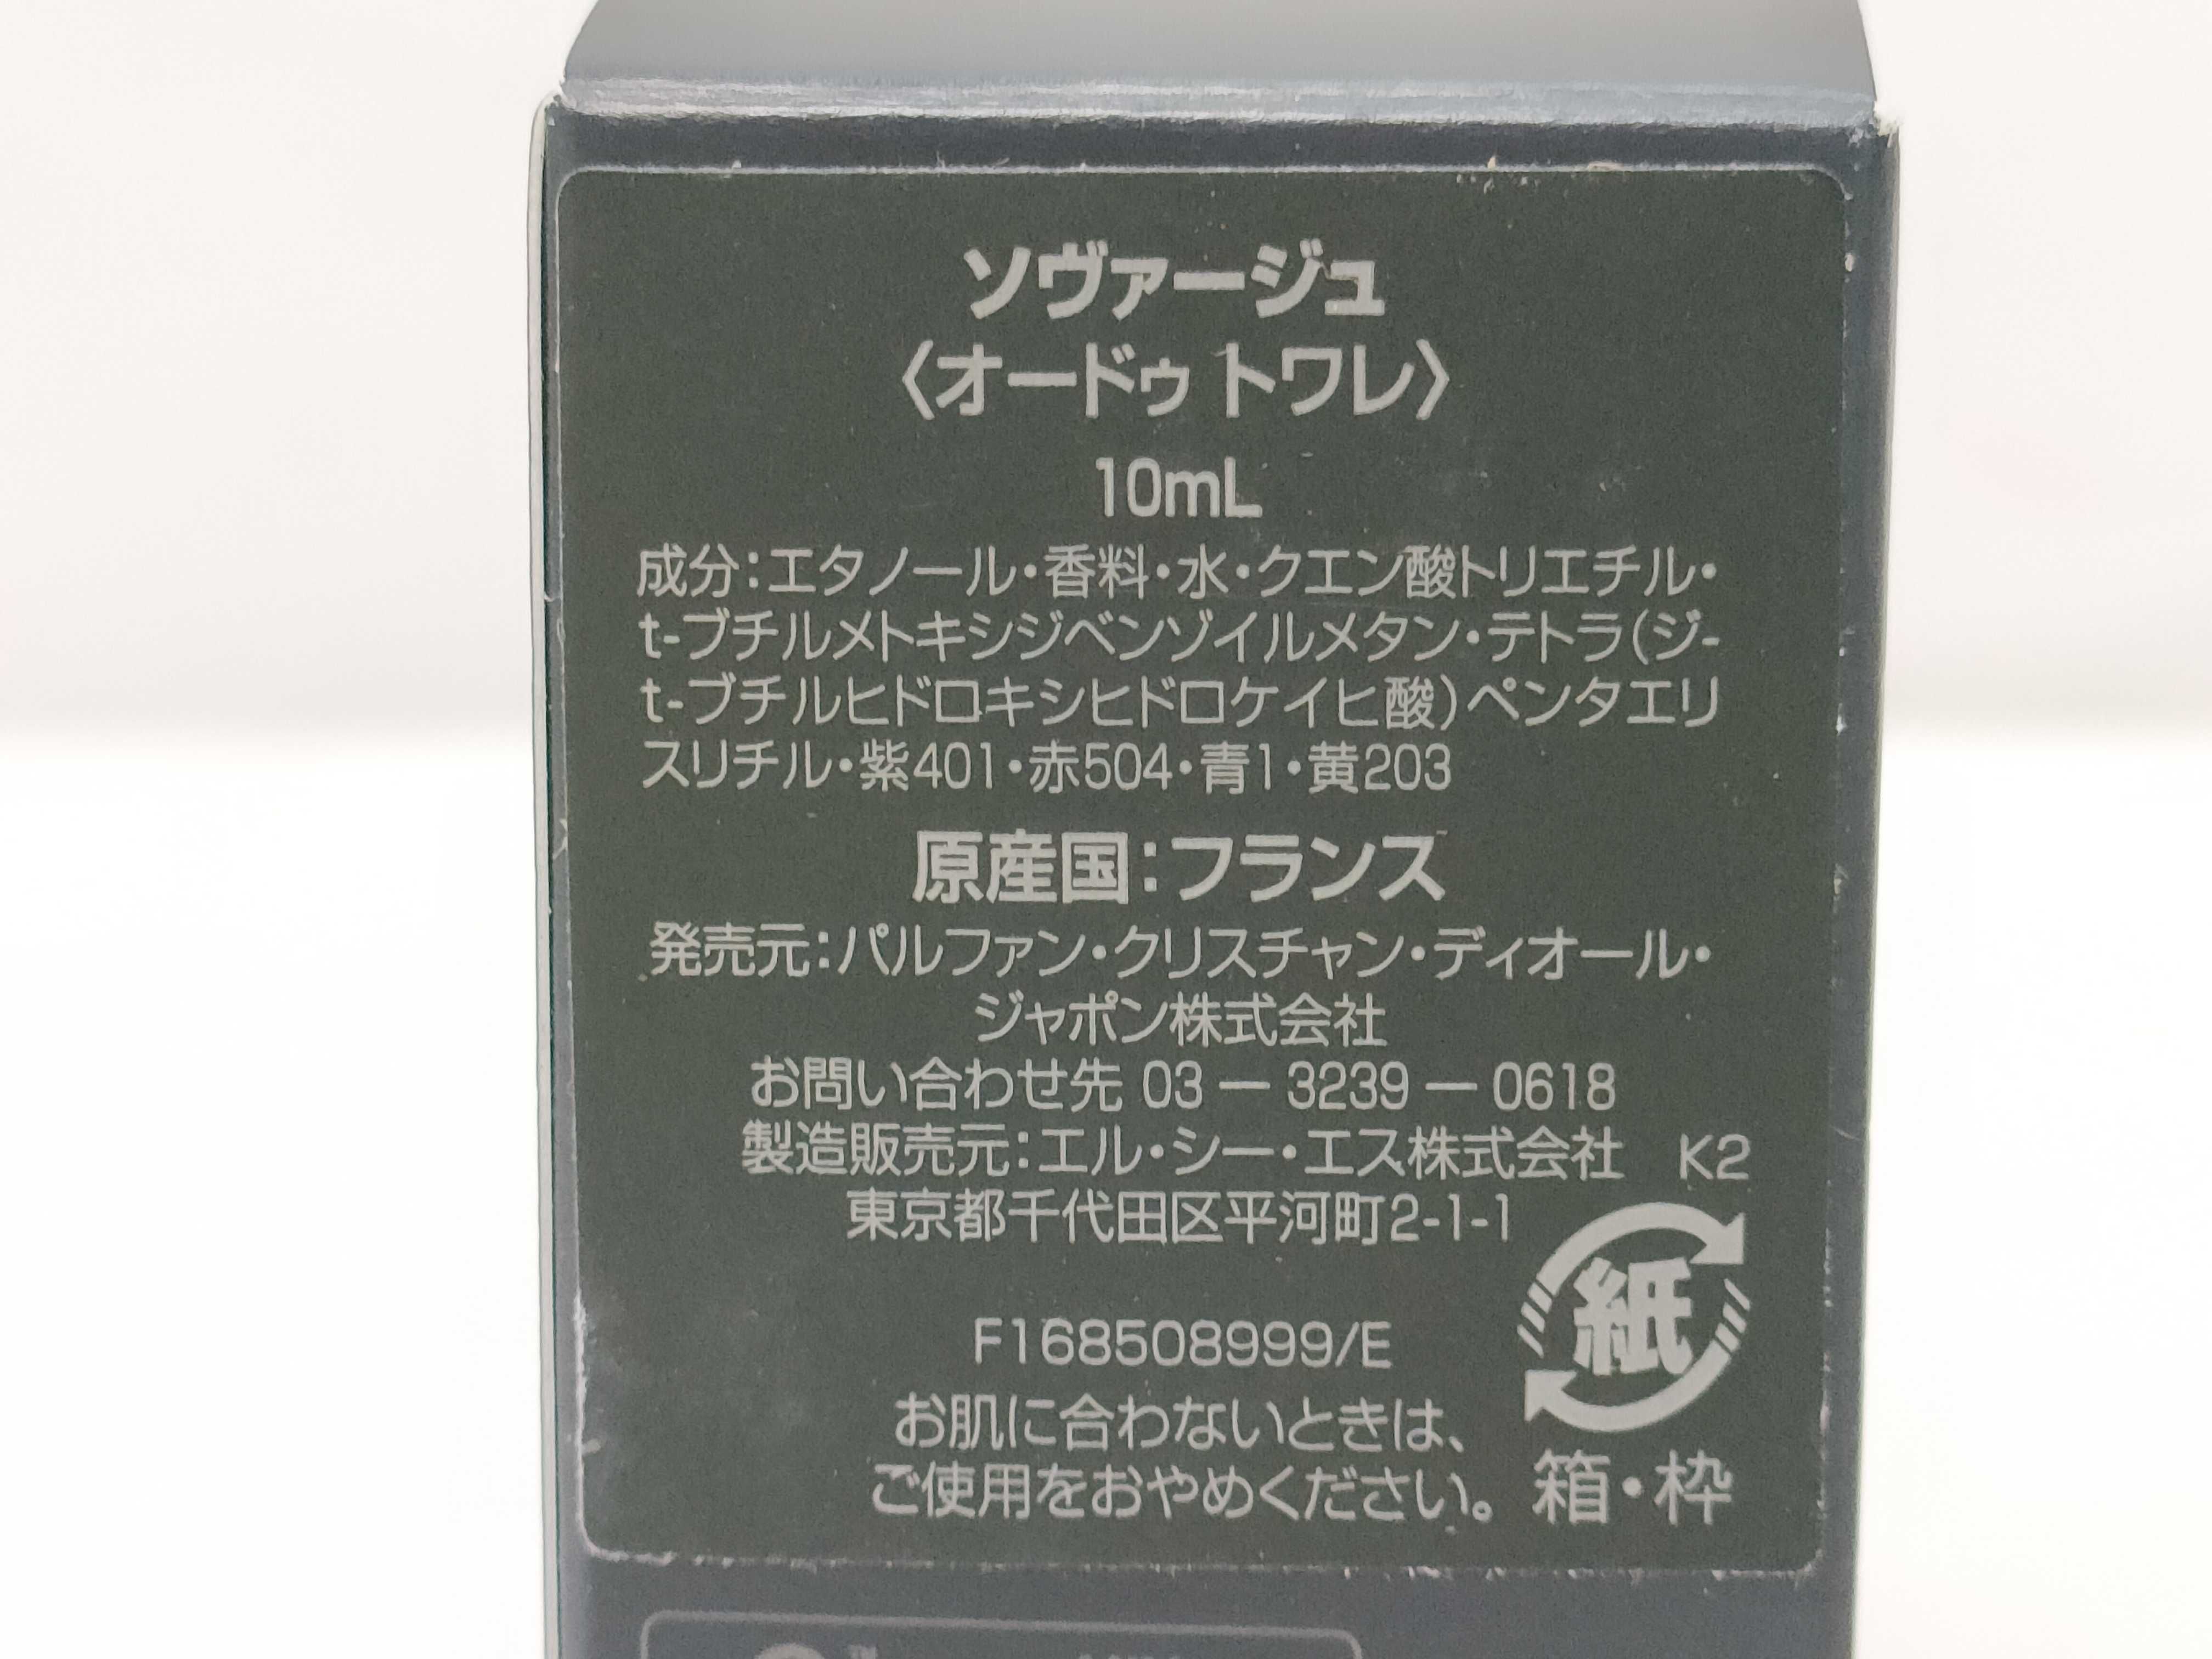 ソヴァージュ
〈オードゥ トワレ〉
10mL
成分：エタノール・香料・水・クエン酸トリエチル・
t-ブチルメトキシジベンゾイルメタン・テトラ(ジ-
t-ブチルヒドロキシヒドロケイヒ酸)ペンタエリ
スリチル・紫401・赤504・青1・黄203
原産国：フランス
発売元：パルファン・クリスチャン・ディオール・
ジャポン株式会社
お問い合わせ先 03 － 3239 － 0618
製造販売元：エル・シー・エス株式会社 K2
東京都千代田区平河町2-1-1
紙
F168508999/E
お肌に合わないときは、
ご使用をおやめください。 箱・枠